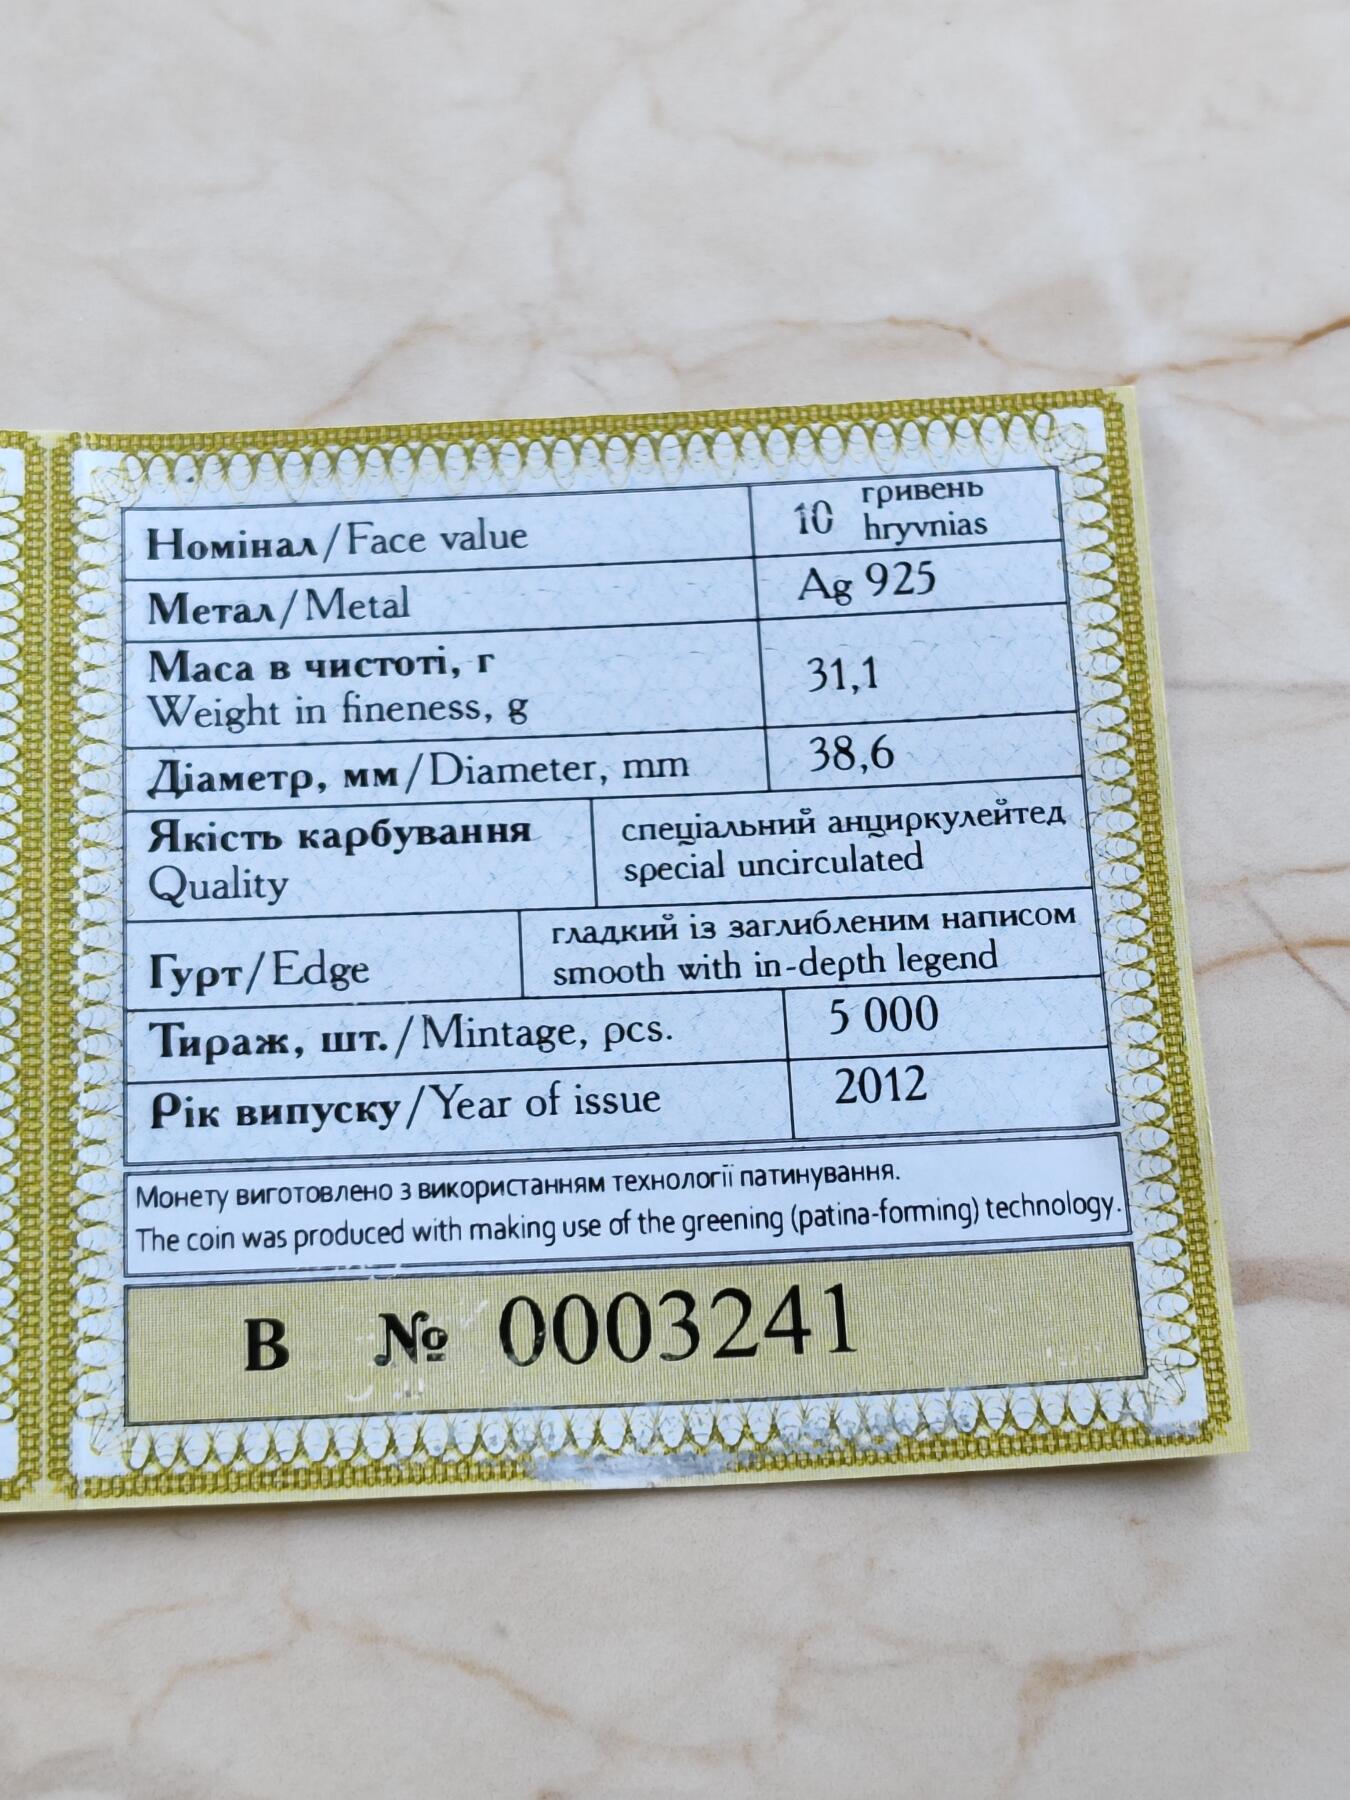 Номінал/Face value
10 гривень
hryvnias
Метал/Metal
Ag 925
Маса в чистоті, г
Weight in fineness, g
31,1
Діаметр, мм/Diameter, mm
38,6
Якість карбування
Quality
спеціальний анциркулейтед
special uncirculated
Гурт/Edge
гладкий із заглибленим написом
smooth with in-depth legend
Тираж, шт./Mintage, pcs.
5 000
Рік випуску/Year of issue
2012
Монету виготовлено з використанням технології патинування.
The coin was produced with making use of the greening (patina-forming) technology.
В № 0003241